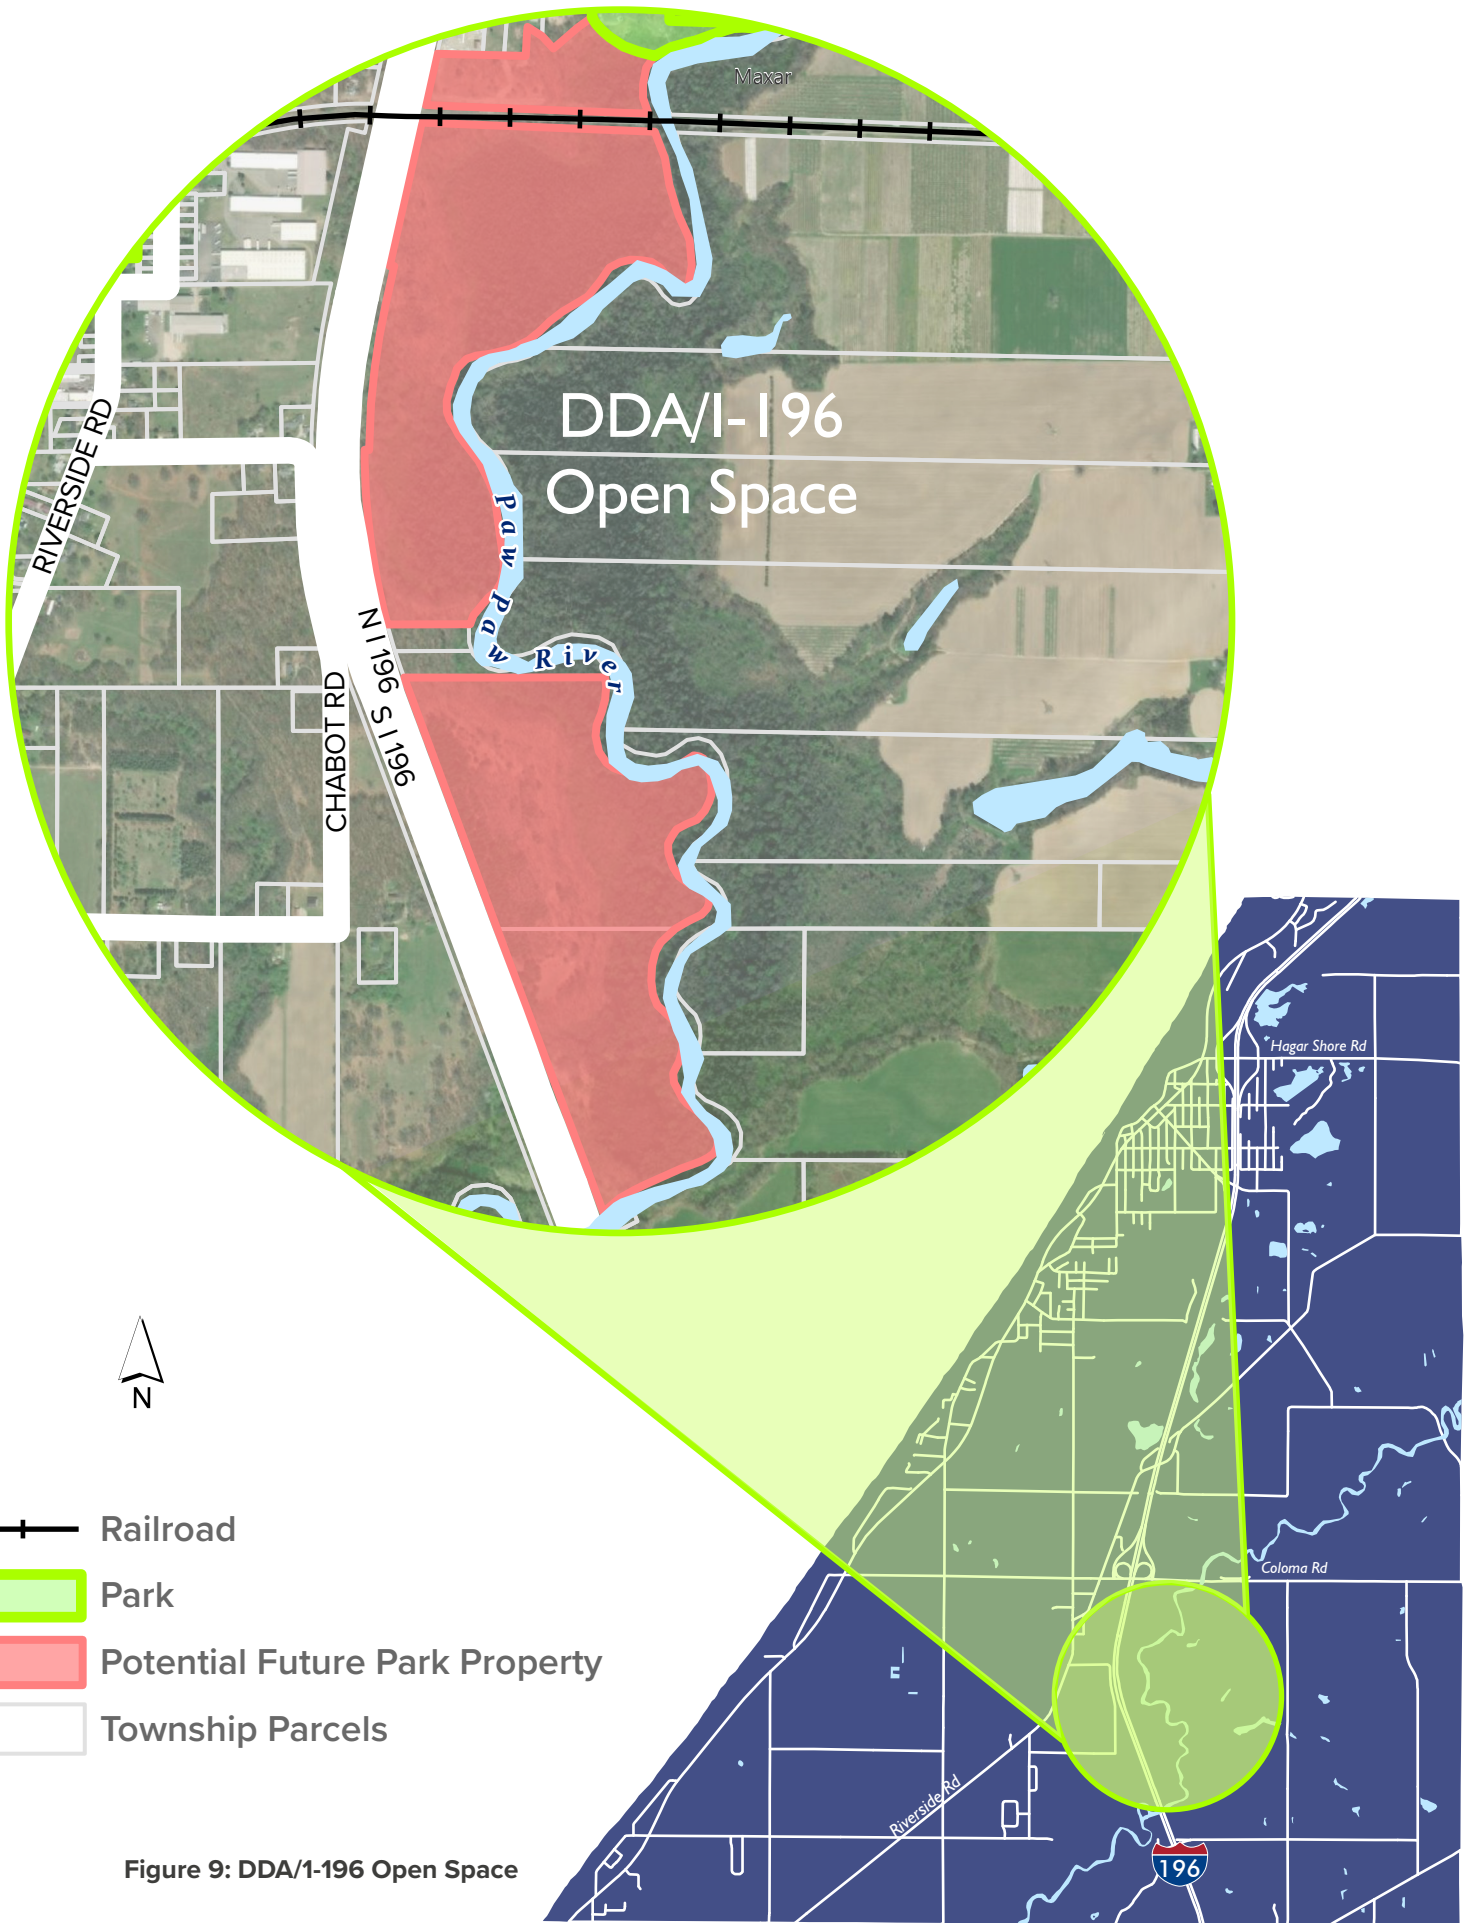 Maxar
DDA/I-196
Open Space
RIVERSIDE RD
Paw Paw River
N I 196 S I 196
CHABOT RD
Hagar Shore Rd
N
Railroad
Coloma Rd
Park
Potential Future Park Property
Township Parcels
Riverside Rd
196
Figure 9: DDA/1-196 Open Space